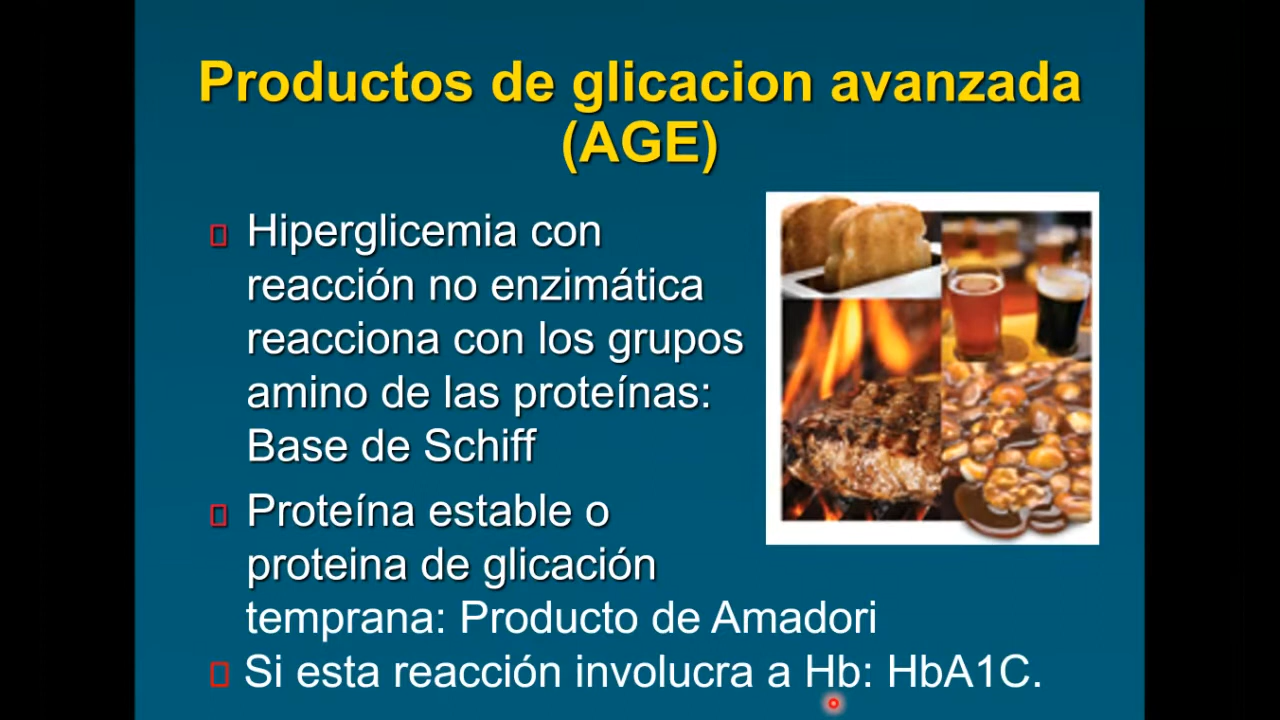 Productos de glicacion avanzada
(AGE)
Hiperglicemia con
reacción no enzimática
reacciona con los grupos
amino de las proteínas:
Base de Schiff
Proteína estable o
proteina de glicación
temprana: Producto de Amadori
Si esta reacción involucra a Hb: HbA1C.